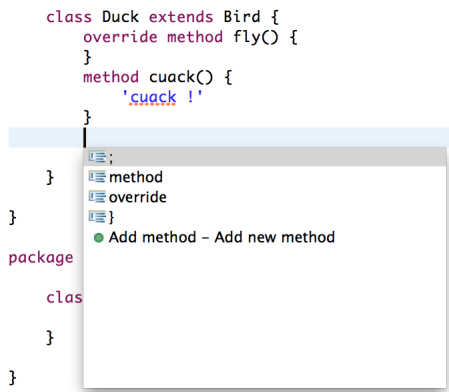 class Duck extends Bird {
override method fly() {
}
method cuack() {
'cuack !'
}
;
method
override
}
Add method – Add new method
}
}
package
clas
}
}